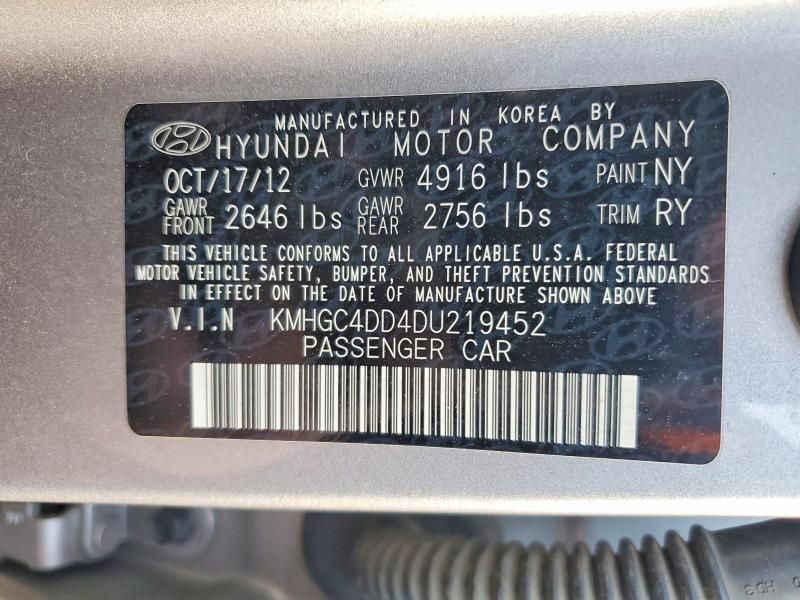 MANUFACTURED IN KOREA BY
HYUNDAI MOTOR COMPANY
OCT/17/12 GVWR 4916 lbs PAINT NY
GAWR FRONT 2646 lbs GAWR REAR 2756 lbs TRIM RY
THIS VEHICLE CONFORMS TO ALL APPLICABLE U.S.A. FEDERAL
MOTOR VEHICLE SAFETY, BUMPER, AND THEFT PREVENTION STANDARDS
IN EFFECT ON THE DATE OF MANUFACTURE SHOWN ABOVE
V.I.N KMHGC4DD4DU219452
PASSENGER CAR